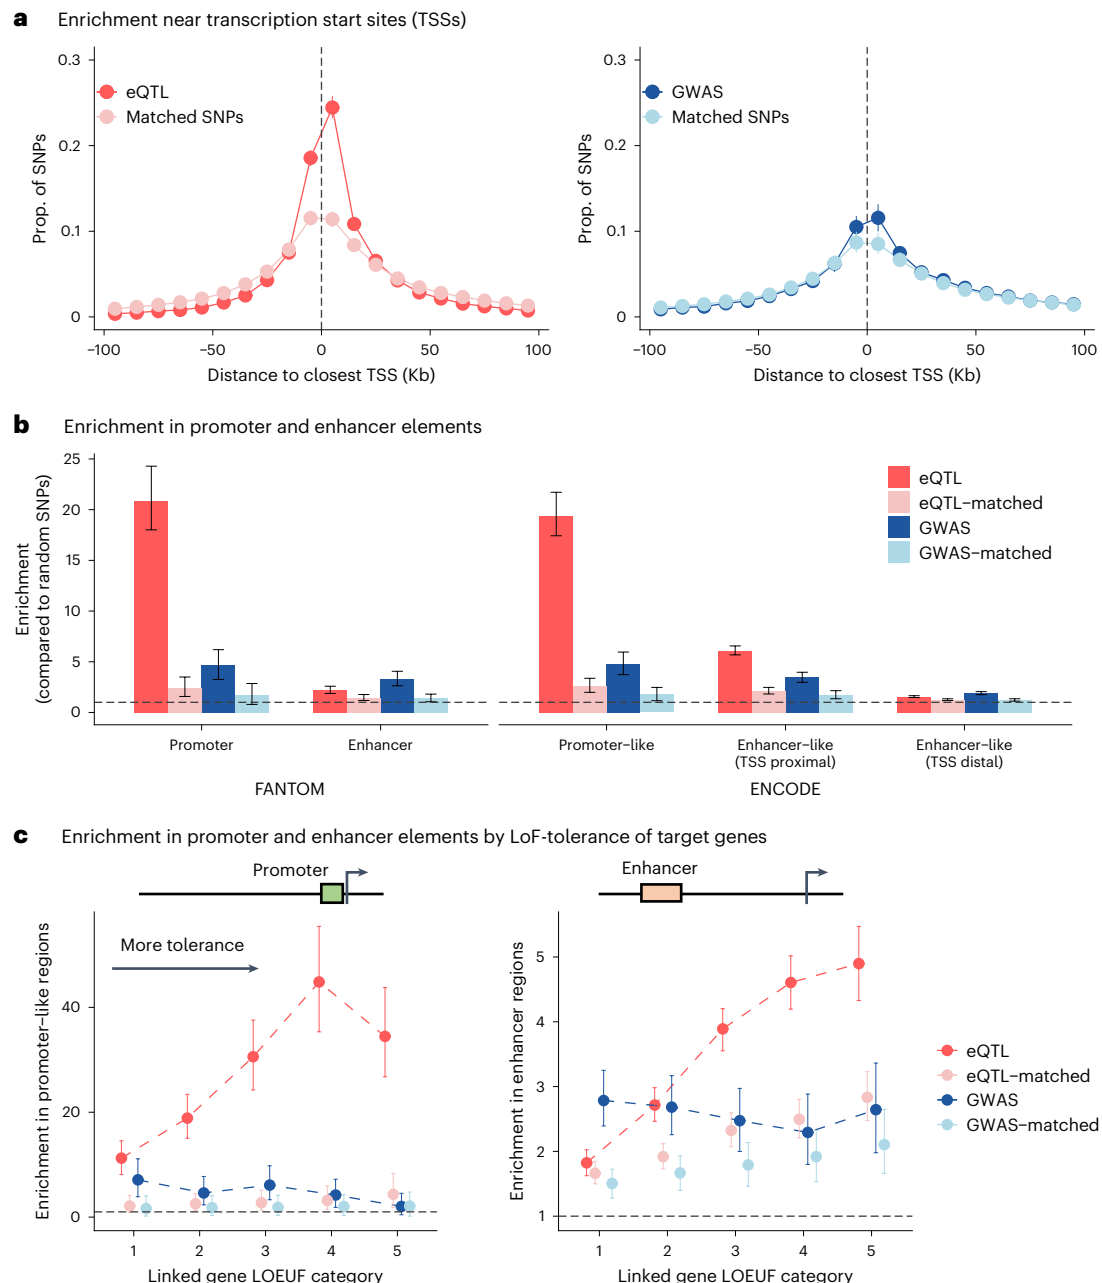 a Enrichment near transcription start sites (TSSs)
0.3
0.2
0.1
0
Prop. of SNPs
eQTL
Matched SNPs
−100 −50 0 50 100
Distance to closest TSS (Kb)
0.3
0.2
0.1
0
Prop. of SNPs
GWAS
Matched SNPs
−100 −50 0 50 100
Distance to closest TSS (Kb)
b Enrichment in promoter and enhancer elements
Enrichment
(compared to random SNPs)
25
20
15
10
5
0
eQTL
eQTL–matched
GWAS
GWAS–matched
Promoter
Enhancer
FANTOM
Promoter–like
Enhancer–like
(TSS proximal)
Enhancer–like
(TSS distal)
ENCODE
c Enrichment in promoter and enhancer elements by LoF-tolerance of target genes
Promoter
More tolerance
Enrichment in promoter–like regions
40
20
0
1 2 3 4 5
Linked gene LOEUF category
Enhancer
Enrichment in enhancer regions
5
4
3
2
1
1 2 3 4 5
Linked gene LOEUF category
eQTL
eQTL–matched
GWAS
GWAS–matched